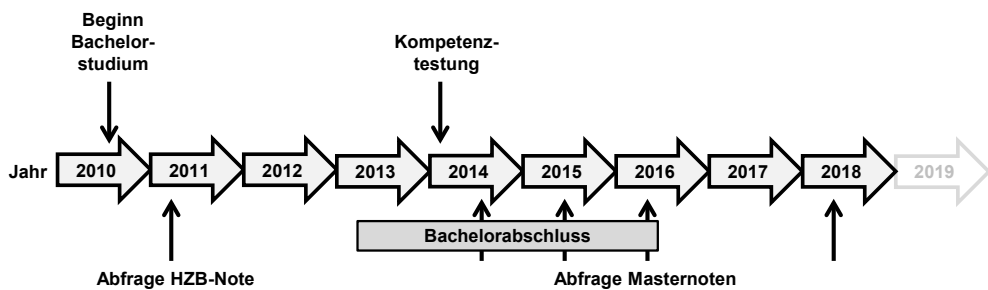 Beginn
Bachelor-
studium
Kompetenz-
testung
Jahr 2010 2011 2012 2013 2014 2015 2016 2017 2018 2019
Bachelorabschluss
Abfrage HZB-Note Abfrage Masternoten